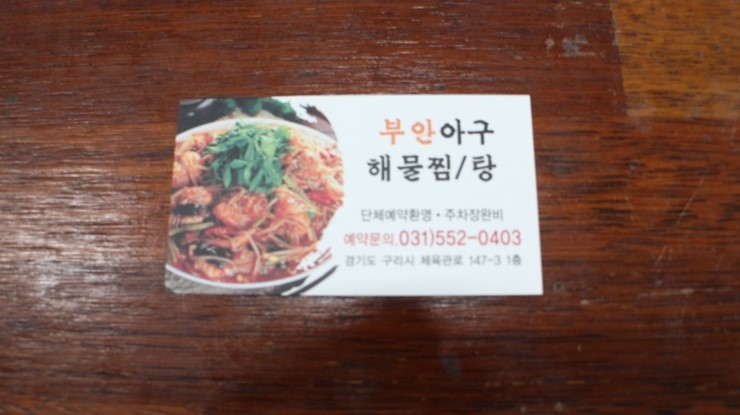 부안아구
해물찜/탕
단체예약환영·주차장완비
예약문의.031)552-0403
경기도 구리시 체육관로 147-3 1층